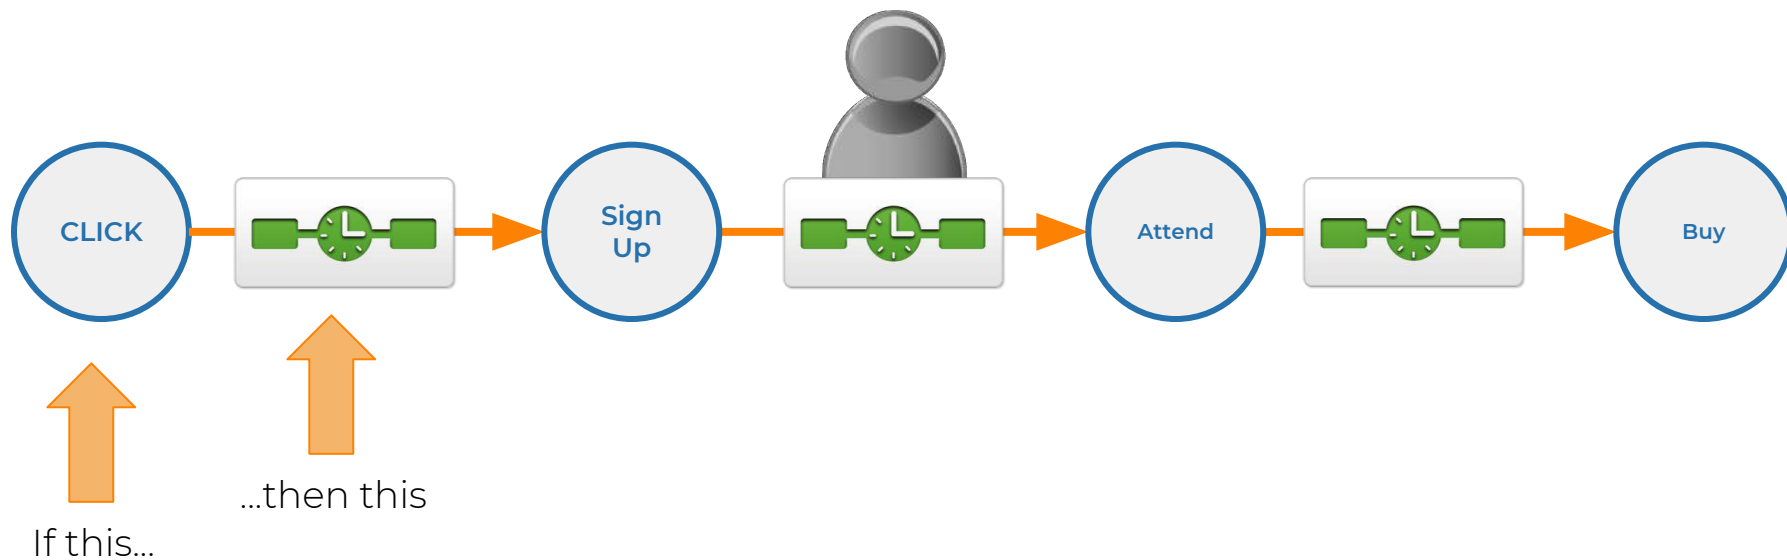 CLICK
Sign
Up
Attend
Buy
...then this
If this...